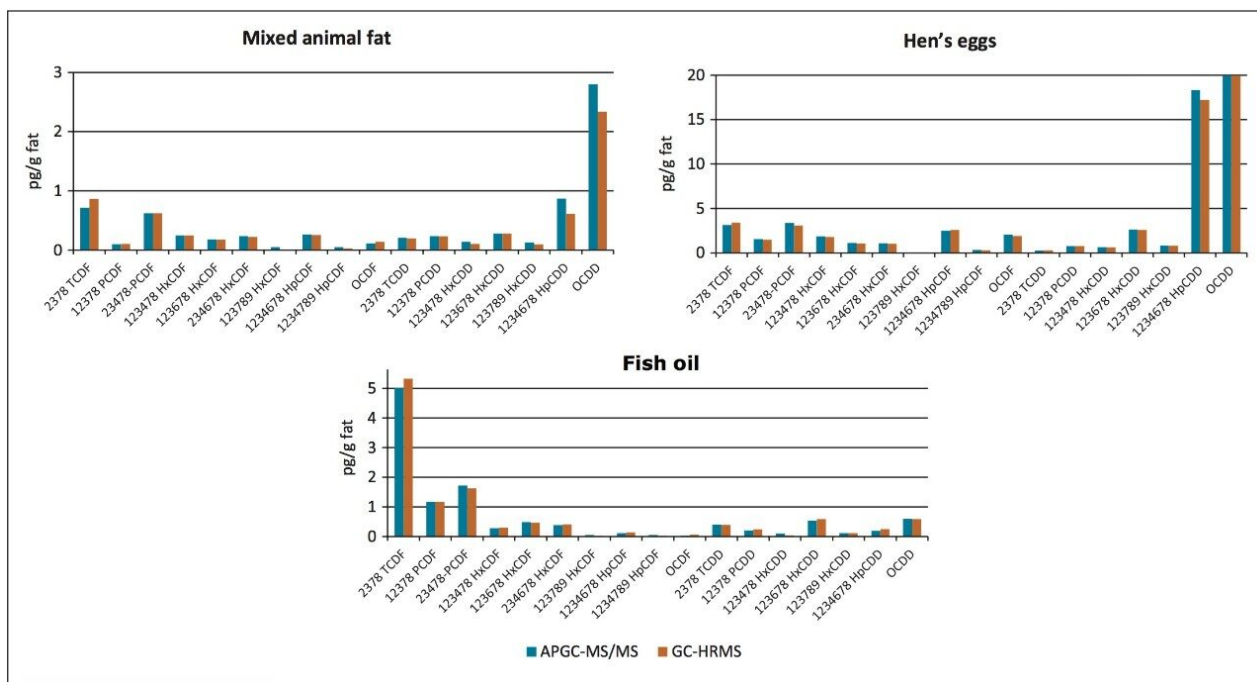 Mixed animal fat
pg/g fat
3
2
1
0
2378 TCDF
12378 PCDF
23478-PCDF
123478 HxCDF
123678 HxCDF
234678 HxCDF
123789 HxCDF
1234678 HpCDF
1234789 HpCDF
OCDF
2378 TCDD
12378 PCDD
123478 HxCDD
123678 HxCDD
123789 HxCDD
1234678 HpCDD
OCDD
Hen’s eggs
pg/g fat
20
15
10
5
0
2378 TCDF
12378 PCDF
23478-PCDF
123478 HxCDF
123678 HxCDF
234678 HxCDF
123789 HxCDF
1234678 HpCDF
1234789 HpCDF
OCDF
2378 TCDD
12378 PCDD
123478 HxCDD
123678 HxCDD
123789 HxCDD
1234678 HpCDD
OCDD
Fish oil
pg/g fat
5
4
3
2
1
0
2378 TCDF
12378 PCDF
23478-PCDF
123478 HxCDF
123678 HxCDF
234678 HxCDF
123789 HxCDF
1234678 HpCDF
1234789 HpCDF
OCDF
2378 TCDD
12378 PCDD
123478 HxCDD
123678 HxCDD
123789 HxCDD
1234678 HpCDD
OCDD
APGC-MS/MS GC-HRMS